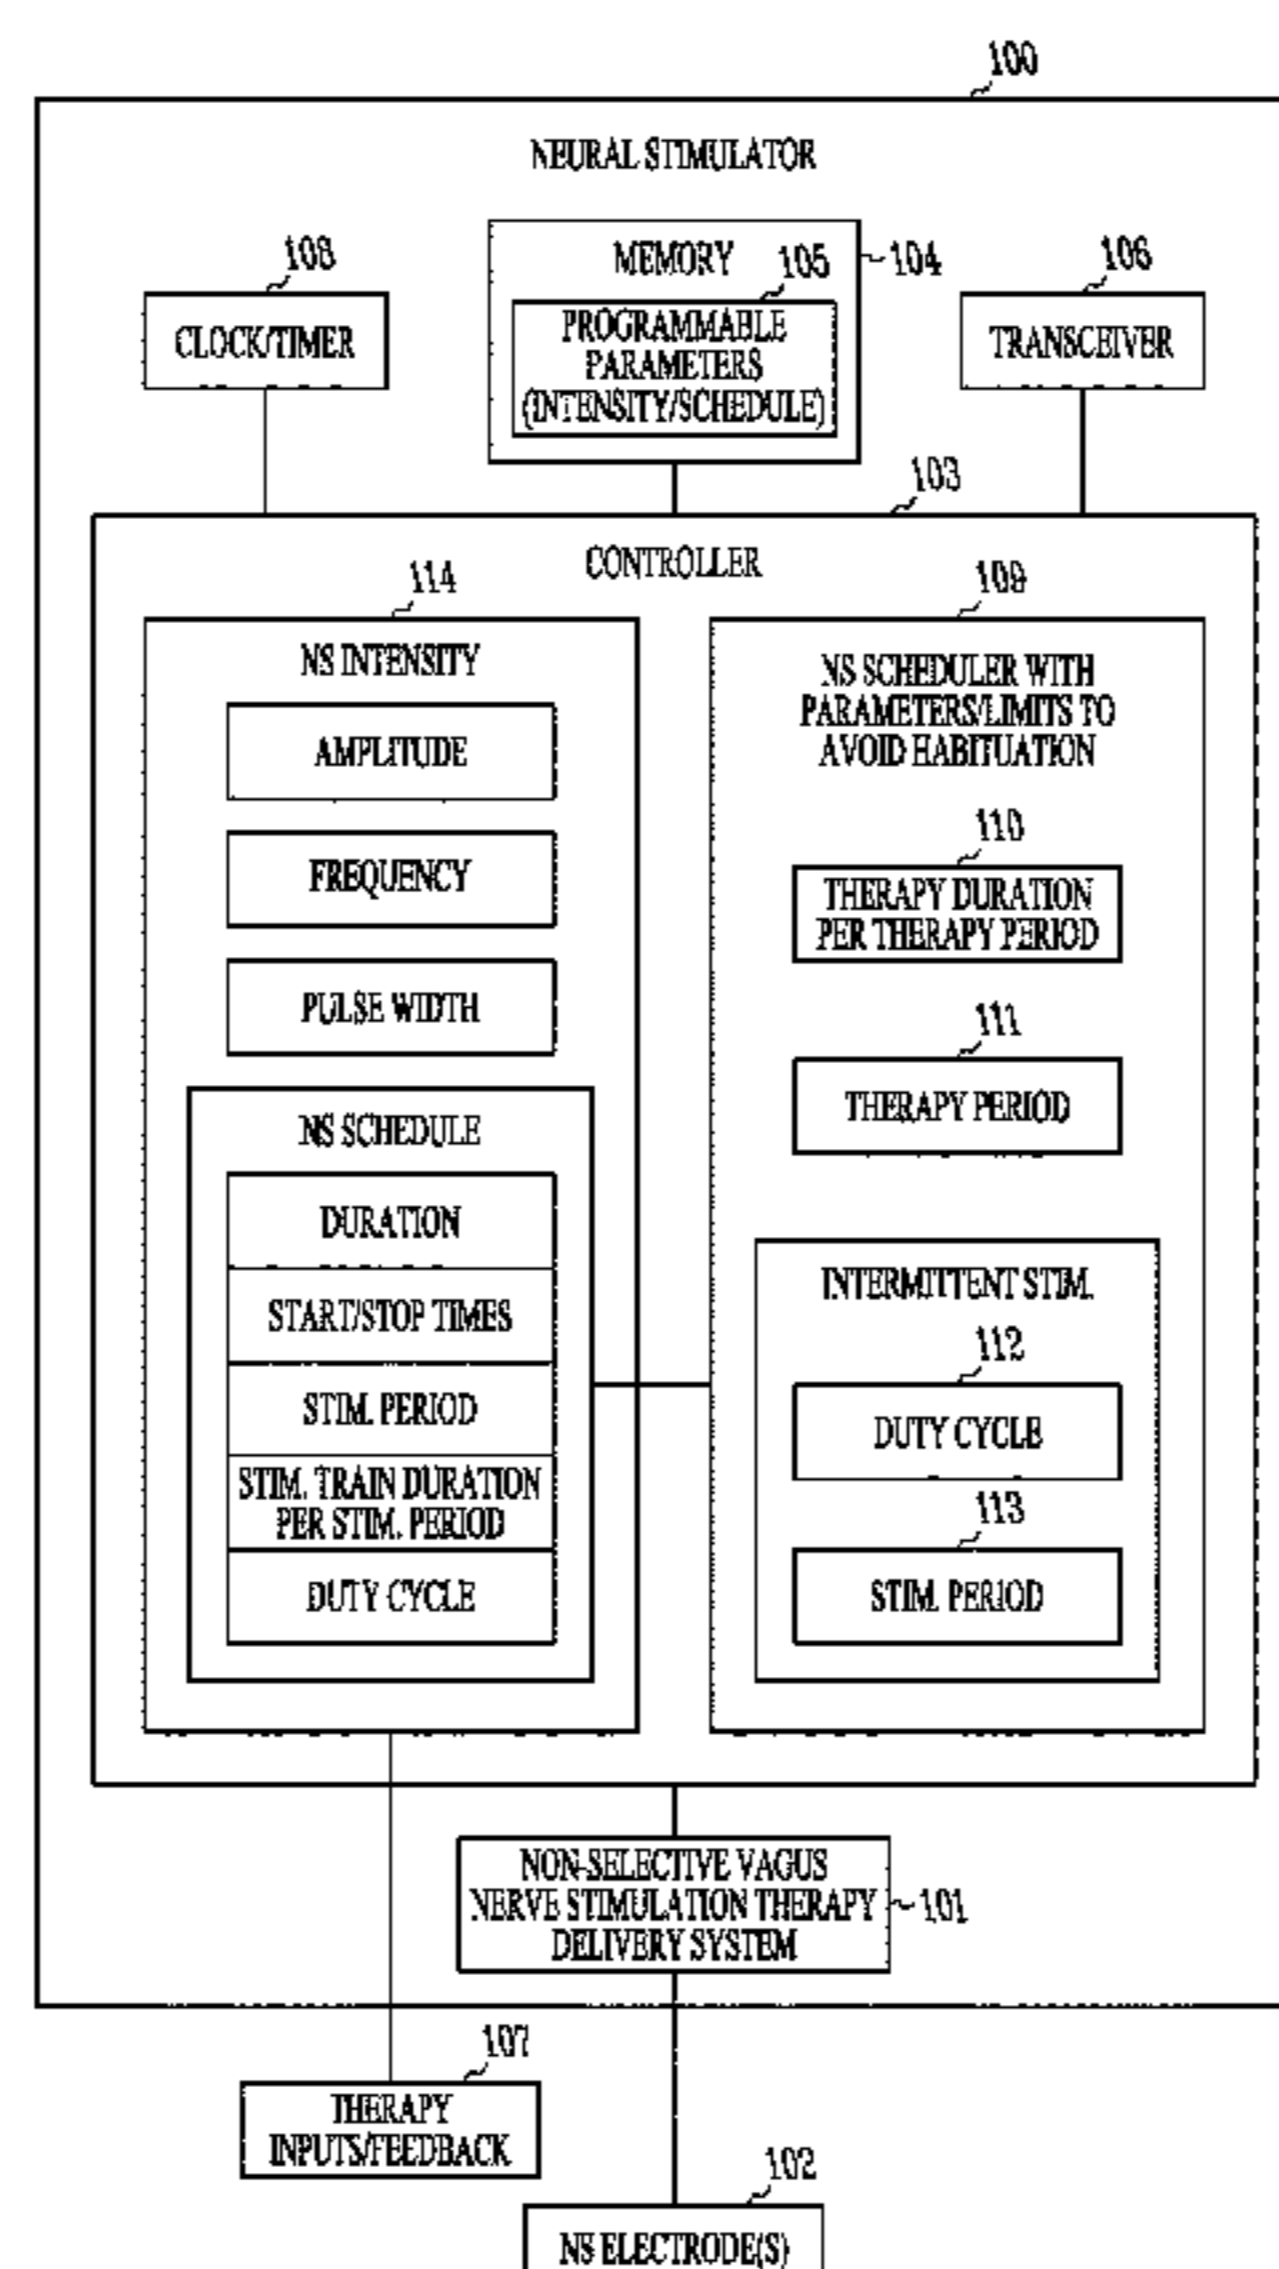 100
NEURAL STIMULATOR
108
CLOCK/TIMER
MEMORY
105
104
PROGRAMMABLE
PARAMETERS
(INTENSITY/SCHEDULE)
106
TRANSCEIVER
103
CONTROLLER
114
NS INTENSITY
AMPLITUDE
FREQUENCY
PULSE WIDTH
NS SCHEDULE
DURATION
START/STOP TIMES
STIM. PERIOD
STIM. TRAIN DURATION
PER STIM. PERIOD
DUTY CYCLE
109
NS SCHEDULER WITH
PARAMETERS/LIMITS TO
AVOID HABITUATION
110
THERAPY DURATION
PER THERAPY PERIOD
111
THERAPY PERIOD
INTERMITTENT STIM.
112
DUTY CYCLE
113
STIM. PERIOD
NON-SELECTIVE VAGUS
NERVE STIMULATION THERAPY
DELIVERY SYSTEM
101
107
THERAPY
INPUTS/FEEDBACK
102
NS ELECTRODE(S)